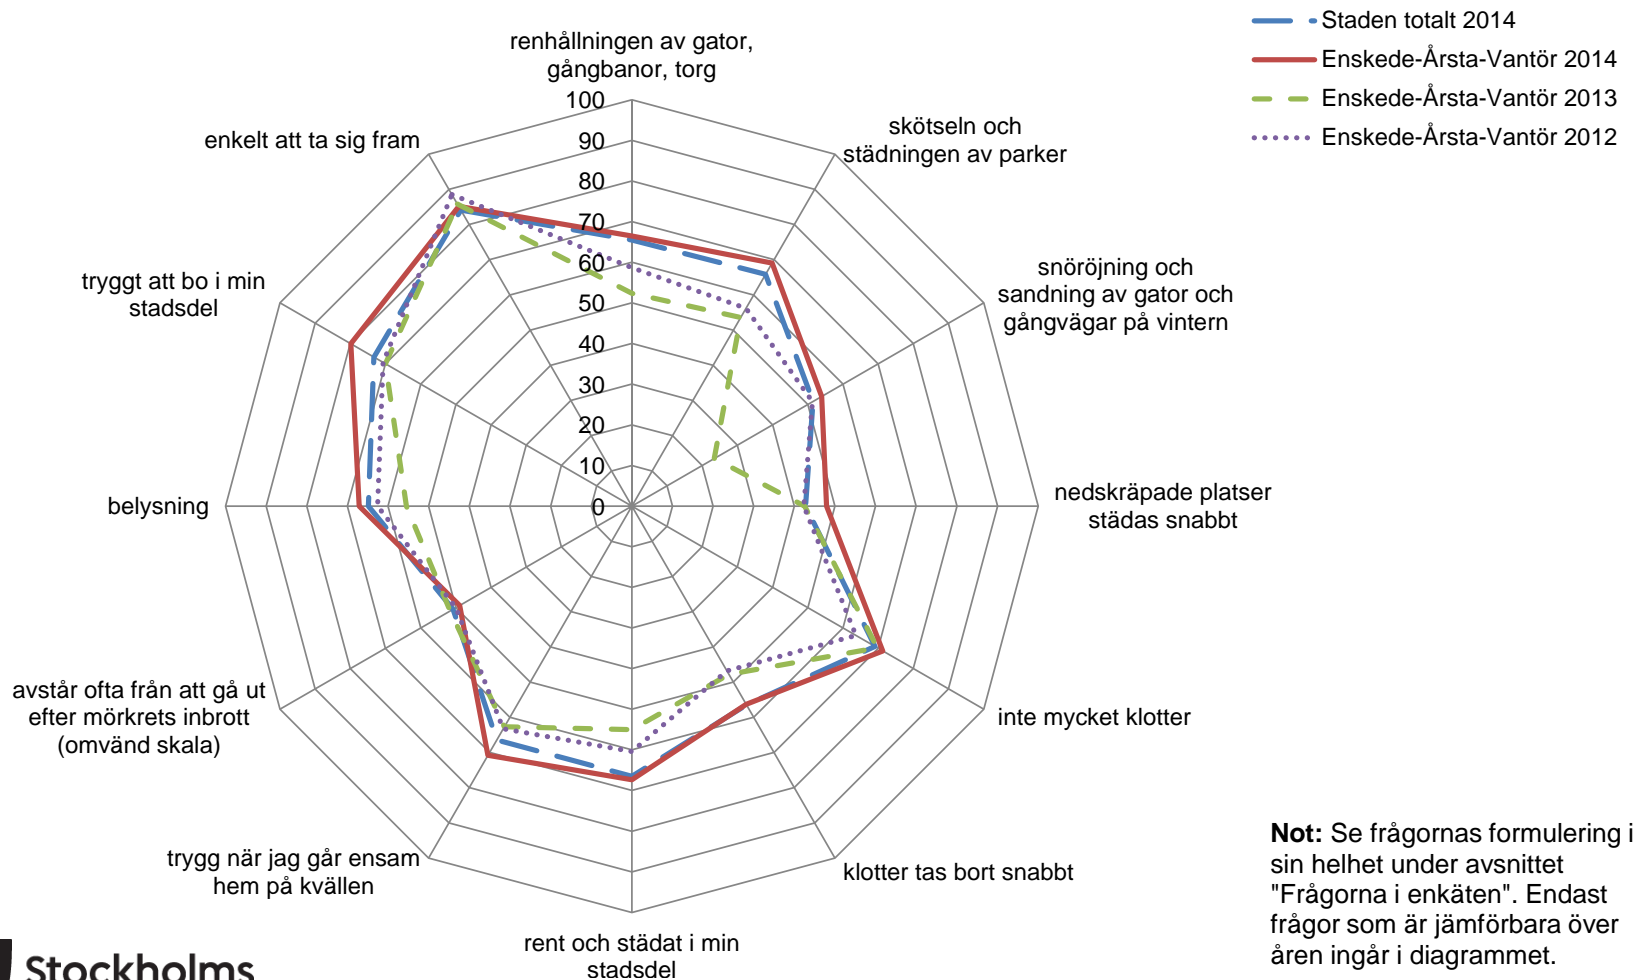 Staden totalt 2014
Enskede-Årsta-Vantör 2014
Enskede-Årsta-Vantör 2013
Enskede-Årsta-Vantör 2012
renhållningen av gator,
gångbanor, torg
skötseln och
städningen av parker
snöröjning och
sandning av gator och
gångvägar på vintern
nedskräpade platser
städas snabbt
inte mycket klotter
klotter tas bort snabbt
rent och städat i min
stadsdel
trygg när jag går ensam
hem på kvällen
avstår ofta från att gå ut
efter mörkrets inbrott
(omvänd skala)
belysning
tryggt att bo i min
stadsdel
enkelt att ta sig fram
100
90
80
70
60
50
40
30
20
10
0
Not: Se frågornas formulering i
sin helhet under avsnittet
"Frågorna i enkäten". Endast
frågor som är jämförbara över
åren ingår i diagrammet.
Stockholms